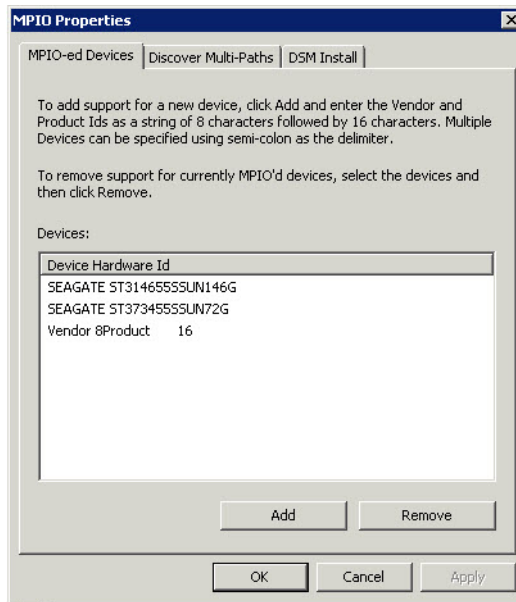 MPIO Properties
MPIO-ed Devices Discover Multi-Paths DSM Install
To add support for a new device, click Add and enter the Vendor and
Product Ids as a string of 8 characters followed by 16 characters. Multiple
Devices can be specified using semi-colon as the delimiter.
To remove support for currently MPIO'd devices, select the devices and
then click Remove.
Devices:
Device Hardware Id
SEAGATE ST314655SSUN146G
SEAGATE ST373455SSUN72G
Vendor 8Product 16
Add Remove
OK Cancel Apply